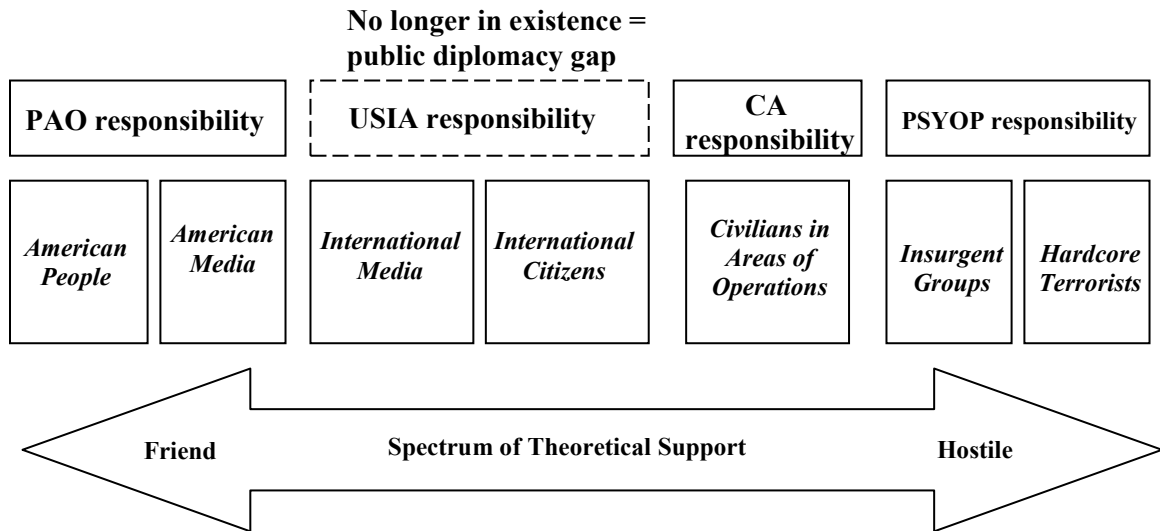 No longer in existence =
public diplomacy gap
PAO responsibility
USIA responsibility
CA
responsibility
PSYOP responsibility
American
People
American
Media
International
Media
International
Citizens
Civilians in
Areas of
Operations
Insurgent
Groups
Hardcore
Terrorists
Friend
Spectrum of Theoretical Support
Hostile